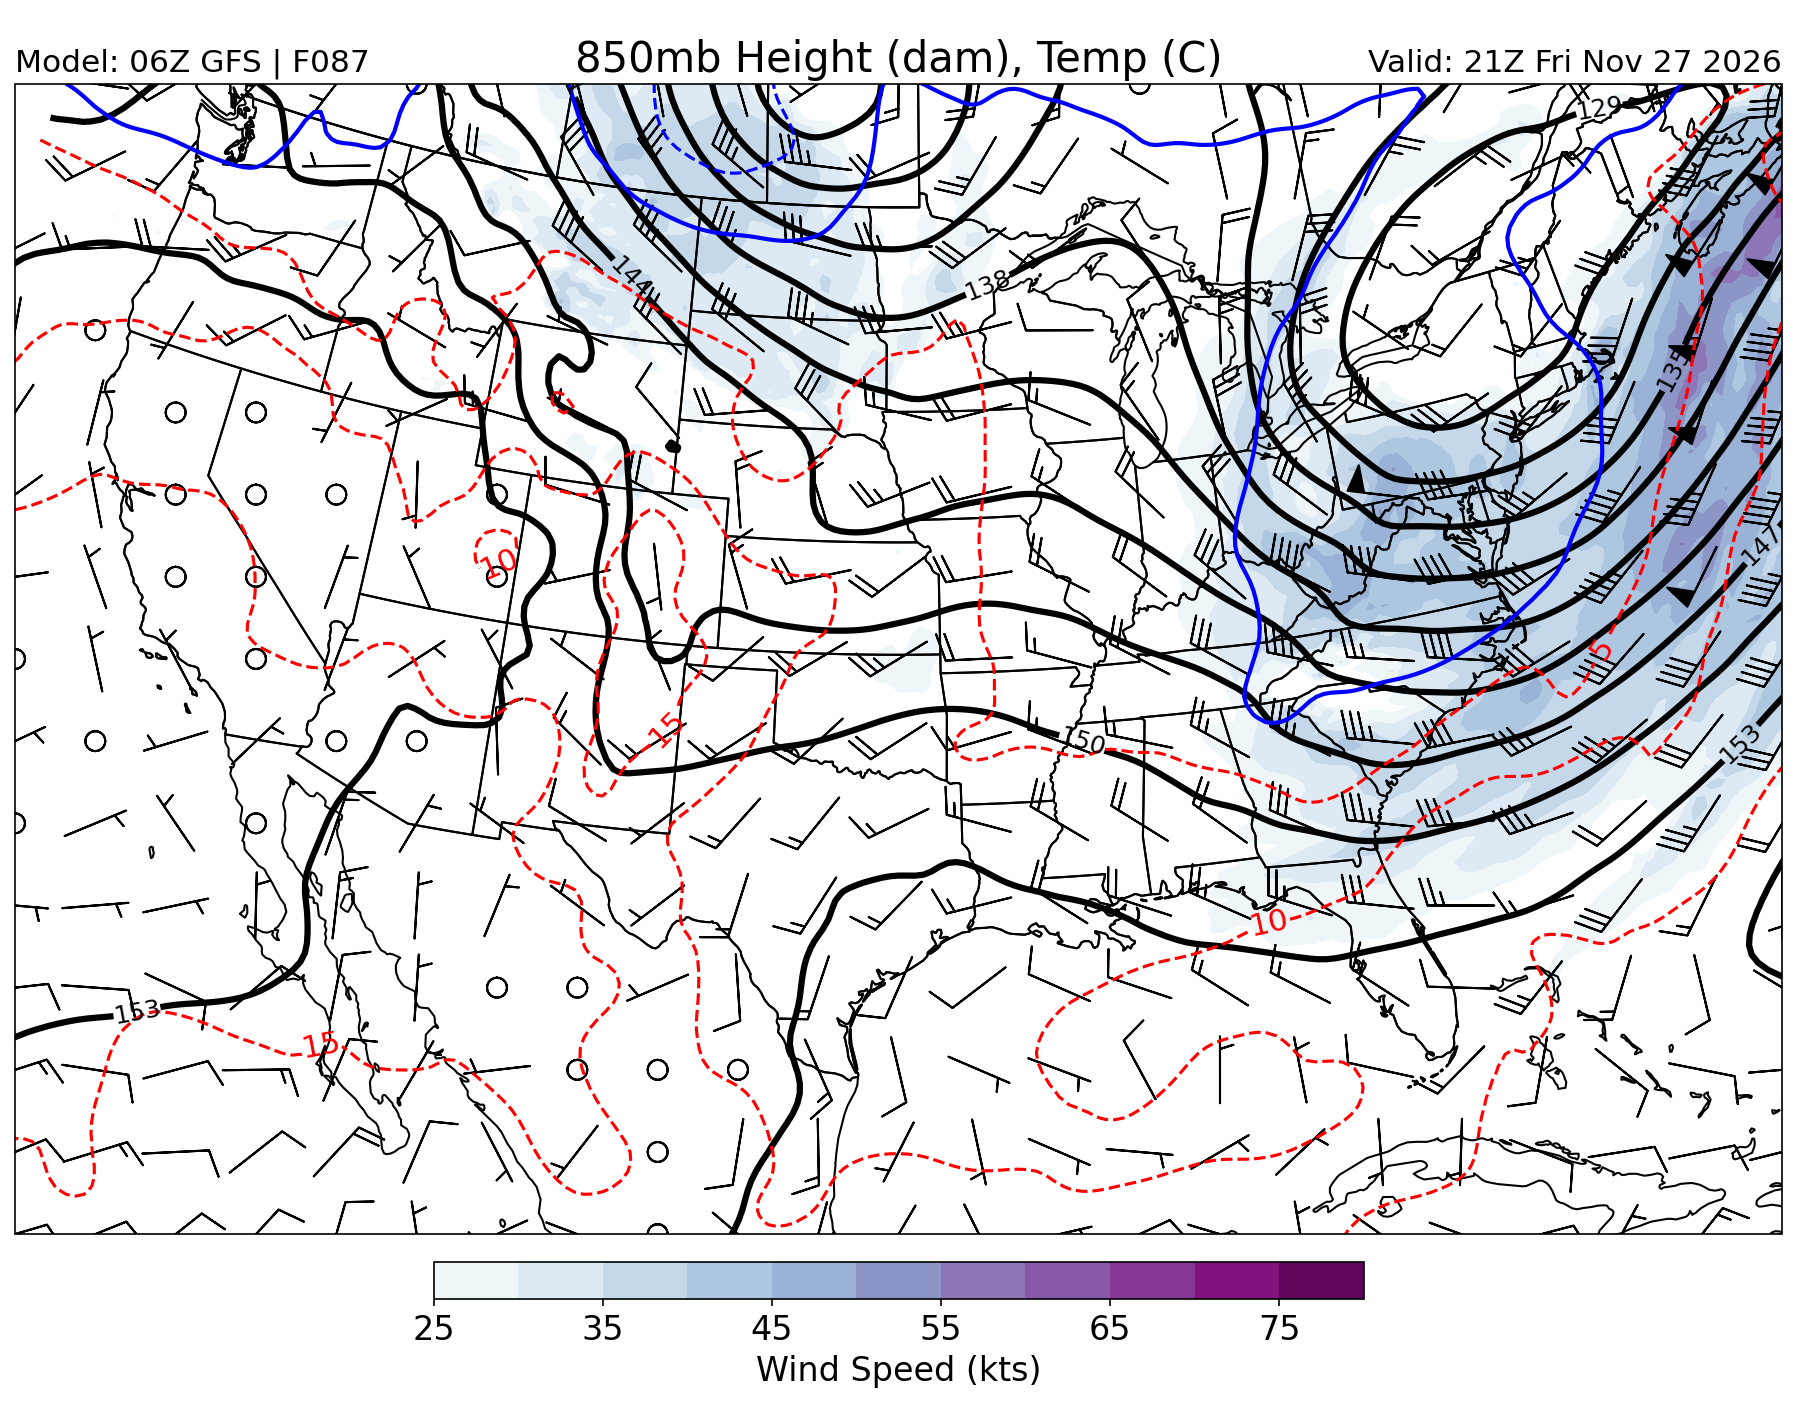 850mb Height (dam), Temp (C)
Model: 06Z GFS | F087
Valid: 21Z Fri Nov 27 2026
129
144
138
135
147
10
5
15
150
153
10
153
15
25 35 45 55 65 75
Wind Speed (kts)